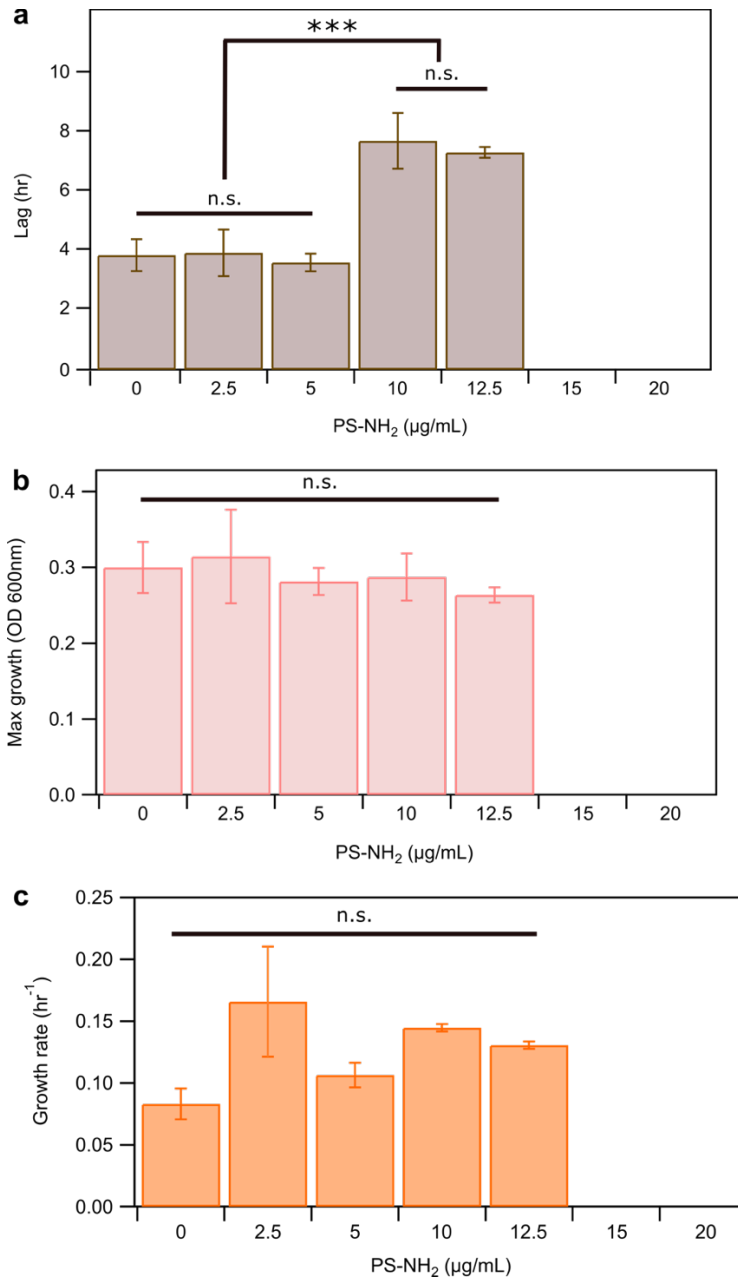 a
***
n.s.
n.s.
10
8
6
4
2
0
Lag (hr)
0 2.5 5 10 12.5 15 20
PS-NH₂ (µg/mL)
b
n.s.
0.4
0.3
0.2
0.1
0.0
Max growth (OD 600nm)
0 2.5 5 10 12.5 15 20
PS-NH₂ (µg/mL)
c
n.s.
0.25
0.20
0.15
0.10
0.05
0.00
Growth rate (hr⁻¹)
0 2.5 5 10 12.5 15 20
PS-NH₂ (µg/mL)